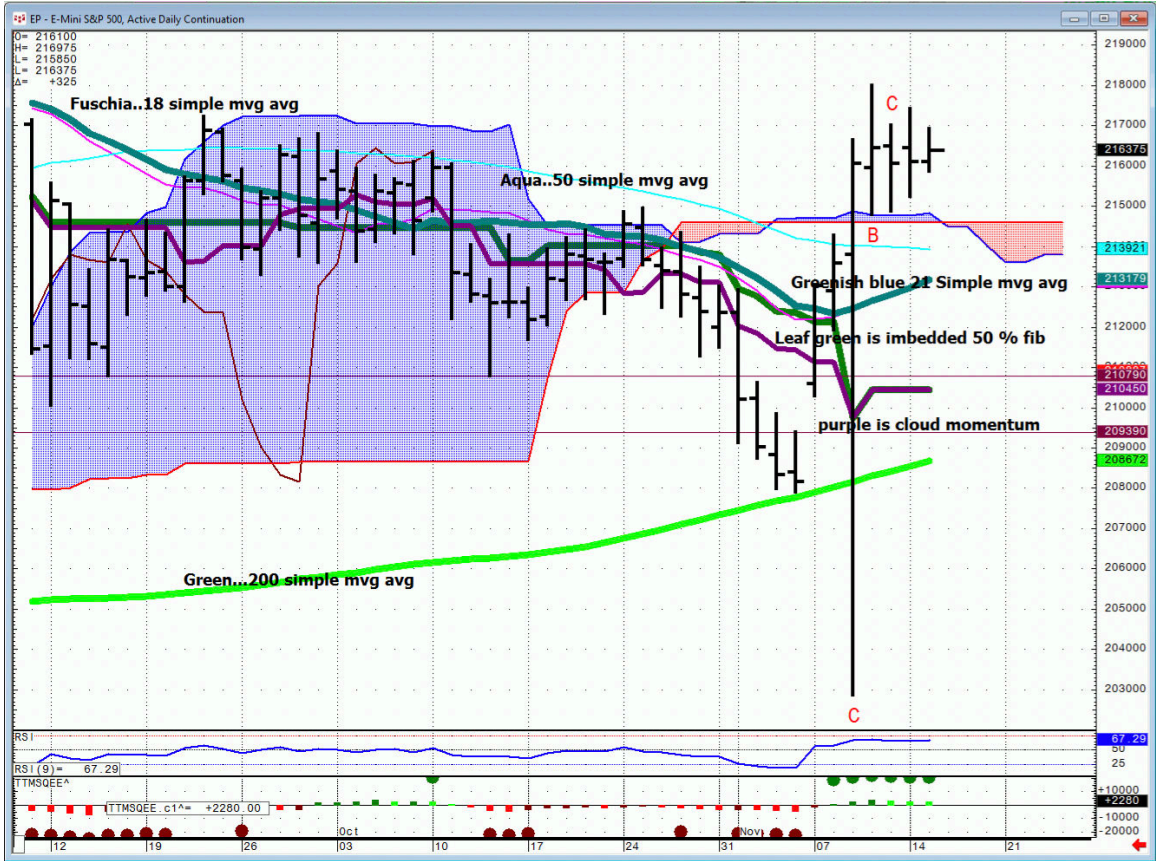 EP - E-Mini S&P 500, Active Daily Continuation
O= 216100
H= 216975
L= 215850
L= 216375
Δ= +325
Fuschia..18 simple mvg avg
Aqua..50 simple mvg avg
Greenish blue 21 Simple mvg avg
Leaf green is imbedded 50 % fib
purple is cloud momentum
Green...200 simple mvg avg
C
B
C
219000
218000
217000
216375
216000
215000
213921
213179
212000
210790
210450
210000
209390
209000
208672
208000
207000
206000
205000
204000
203000
RSI
RSI(9)= 67.29
67.29
50
25
TTMSQEE^
TTMSQEE.c1^= +2280.00
+10000
+2280
-10000
-20000
Oct
Nov
12
19
26
03
10
17
24
31
07
14
21